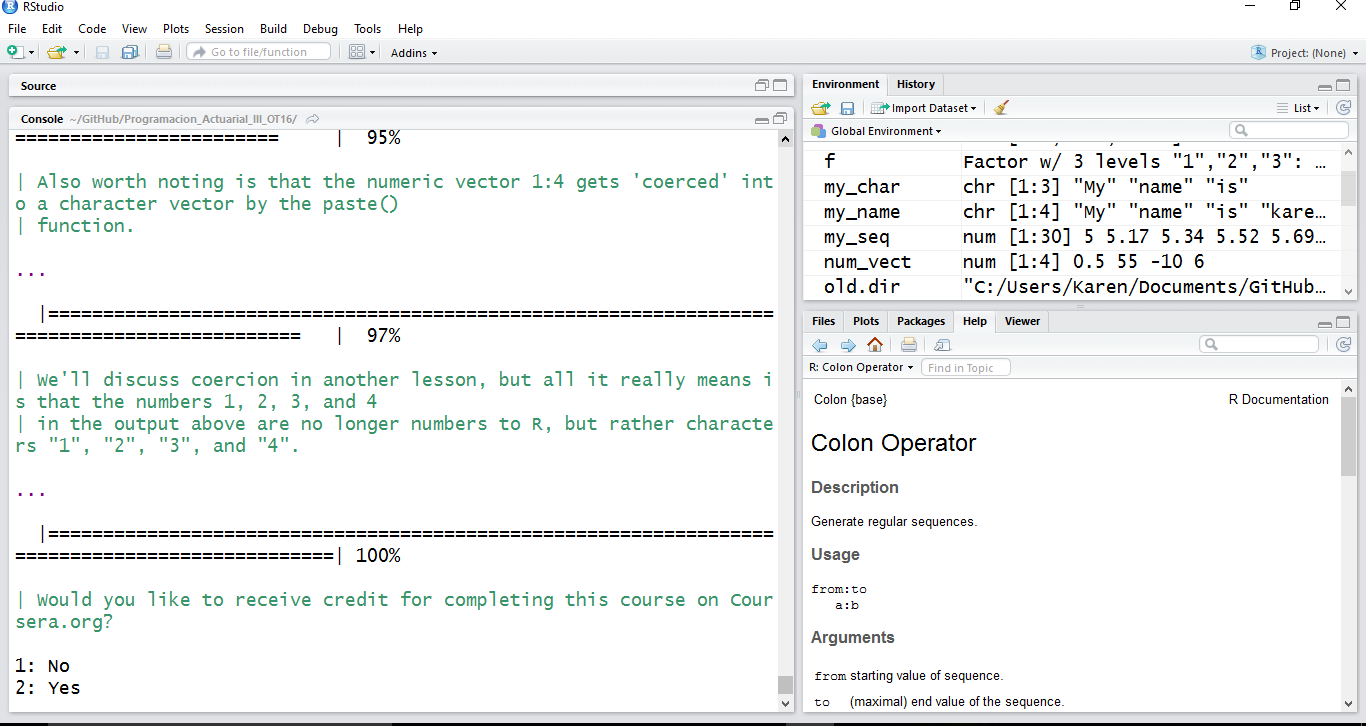 RStudio
File Edit Code View Plots Session Build Debug Tools Help
Go to file/function Addins Project: (None)
Source
Console ~/GitHub/Programacion_Actuarial_III_OT16/
======================== | 95%
| Also worth noting is that the numeric vector 1:4 gets 'coerced' int
o a character vector by the paste()
| function.
...
|==================================================================
========================== | 97%
| We'll discuss coercion in another lesson, but all it really means i
s that the numbers 1, 2, 3, and 4
| in the output above are no longer numbers to R, but rather characte
rs "1", "2", "3", and "4".
...
|==================================================================
=============================| 100%
| Would you like to receive credit for completing this course on Cour
sera.org?
1: No
2: Yes
Environment History
Import Dataset List
Global Environment
f Factor w/ 3 levels "1","2","3": ...
my_char chr [1:3] "My" "name" "is"
my_name chr [1:4] "My" "name" "is" "kare...
my_seq num [1:30] 5 5.17 5.34 5.52 5.69...
num_vect num [1:4] 0.5 55 -10 6
old.dir "C:/Users/Karen/Documents/GitHub...
Files Plots Packages Help Viewer
R: Colon Operator Find in Topic
Colon {base} R Documentation
Colon Operator
Description
Generate regular sequences.
Usage
from:to
a:b
Arguments
from starting value of sequence.
to (maximal) end value of the sequence.